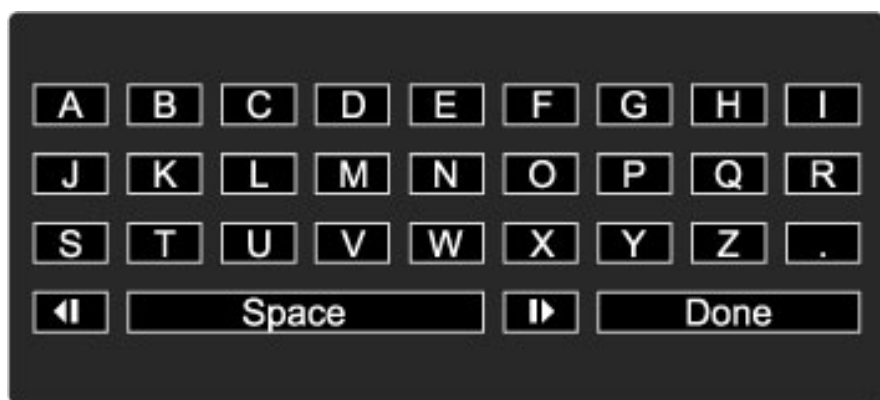 A B C D E F G H I
J K L M N O P Q R
S T U V W X Y Z .
Space Done